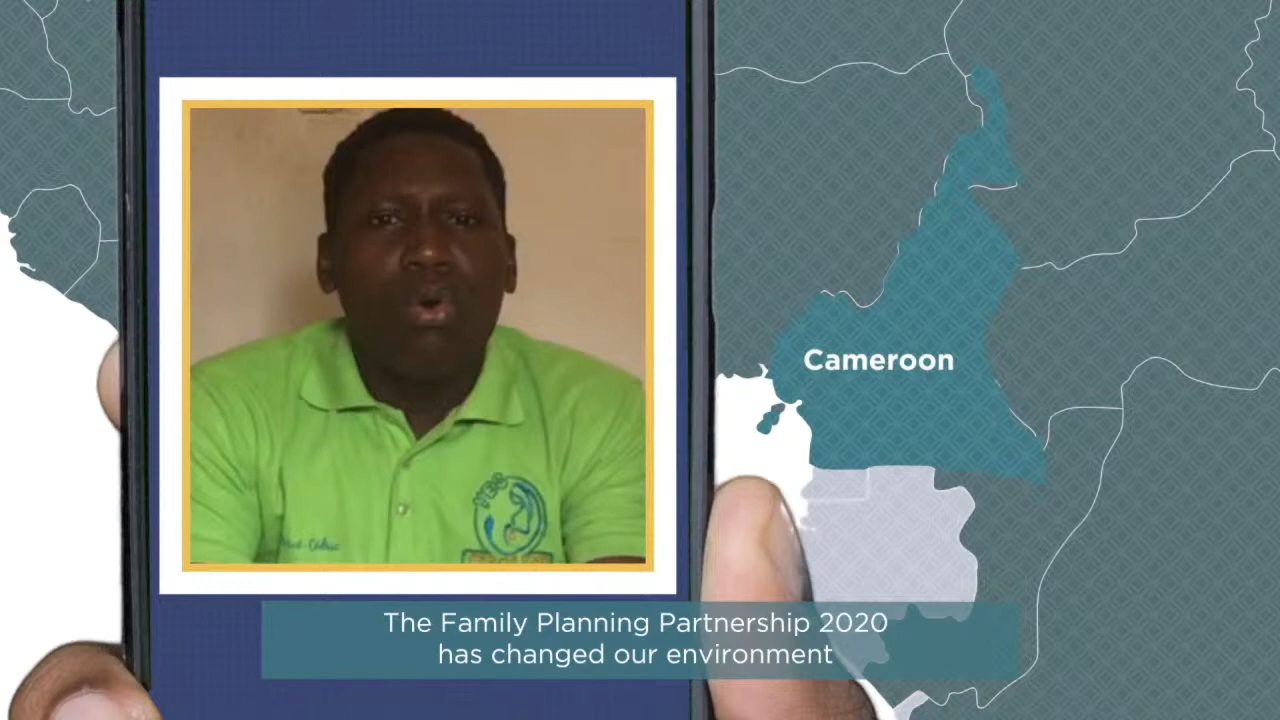 Cameroon
The Family Planning Partnership 2020
has changed our environment